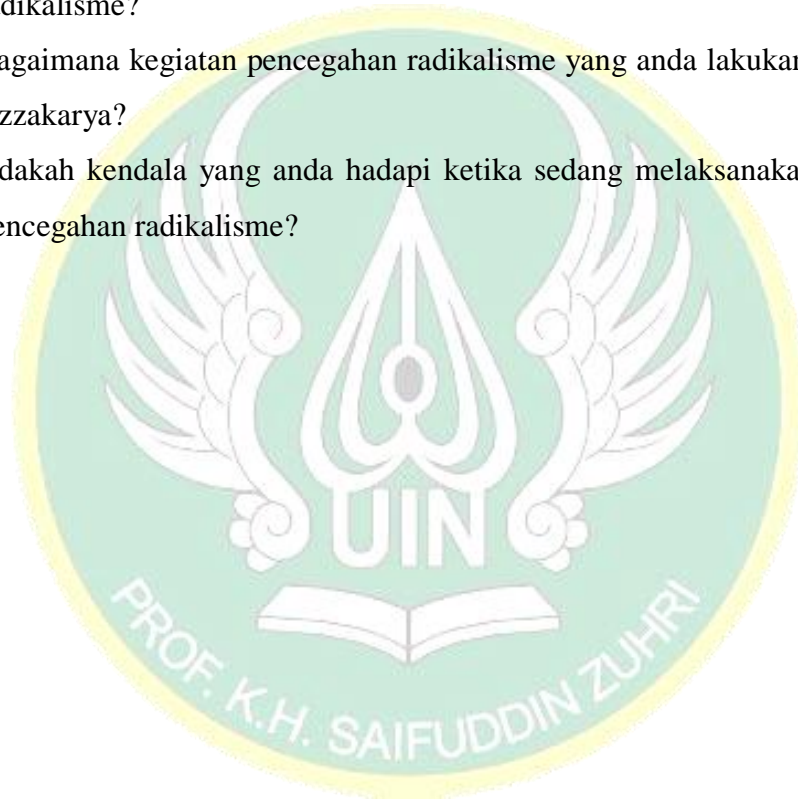 adikalisme?
agaimana kegiatan pencegahan radikalisme yang anda lakukan
zzakarya?
dakah kendala yang anda hadapi ketika sedang melaksanaka
encegahan radikalisme?
UIN
PROF. K.H. SAIFUDDIN ZUHRI